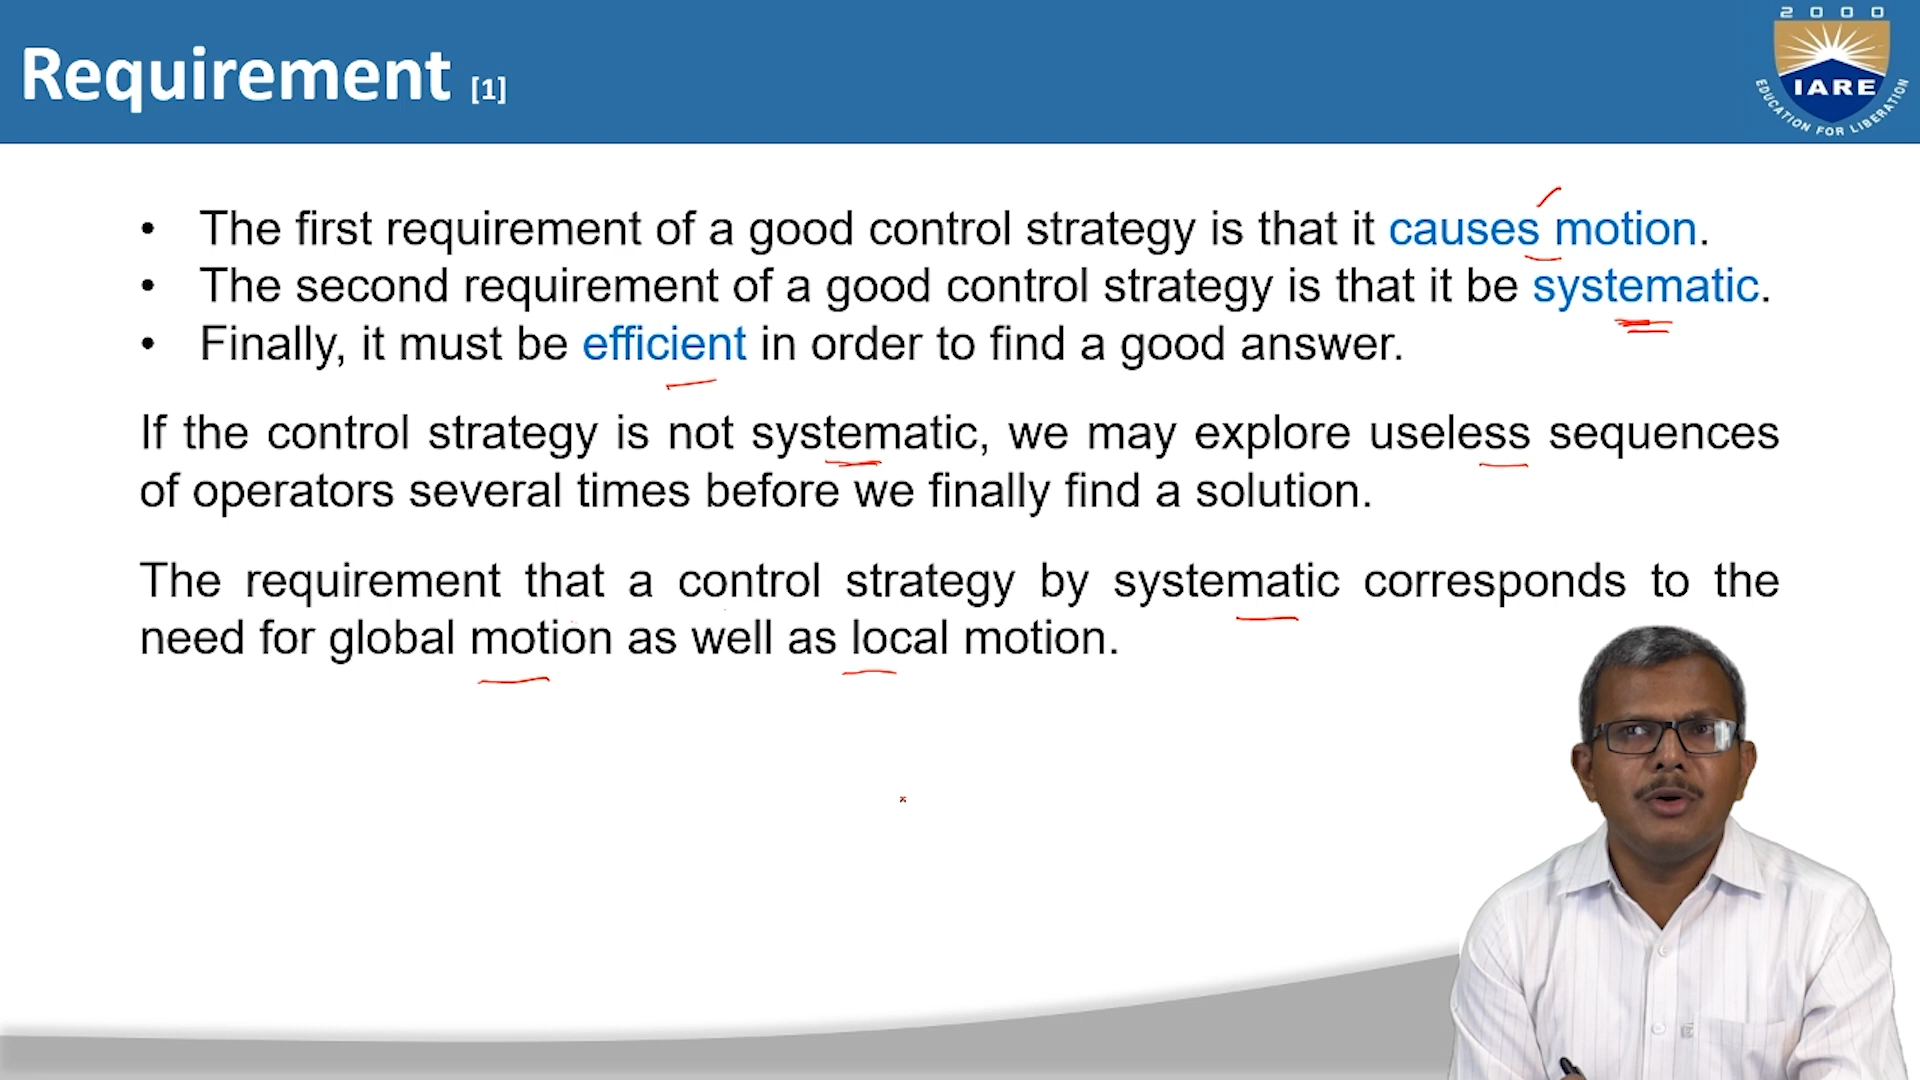 Requirement [1]
2000
IARE
EDUCATION FOR LIBERATION
• The first requirement of a good control strategy is that it causes motion.
• The second requirement of a good control strategy is that it be systematic.
• Finally, it must be efficient in order to find a good answer.
If the control strategy is not systematic, we may explore useless sequences
of operators several times before we finally find a solution.
The requirement that a control strategy by systematic corresponds to the
need for global motion as well as local motion.